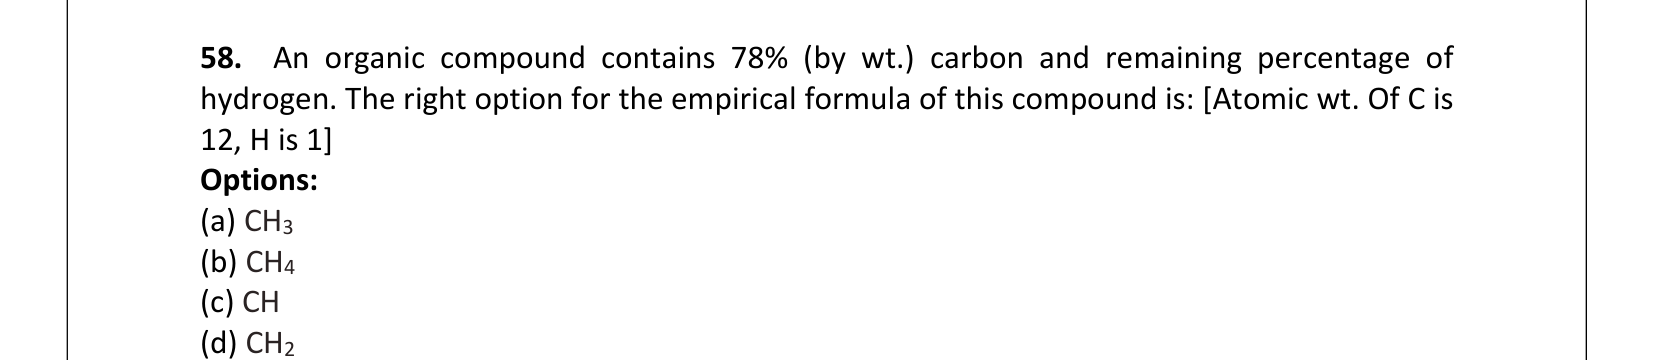 58. An organic compound contains 78% (by wt.) carbon and remaining percentage of
hydrogen. The right option for the empirical formula of this compound is: [Atomic wt. Of C is
12, H is 1]
Options:
(a) CH₃
(b) CH₄
(c) CH
(d) CH₂